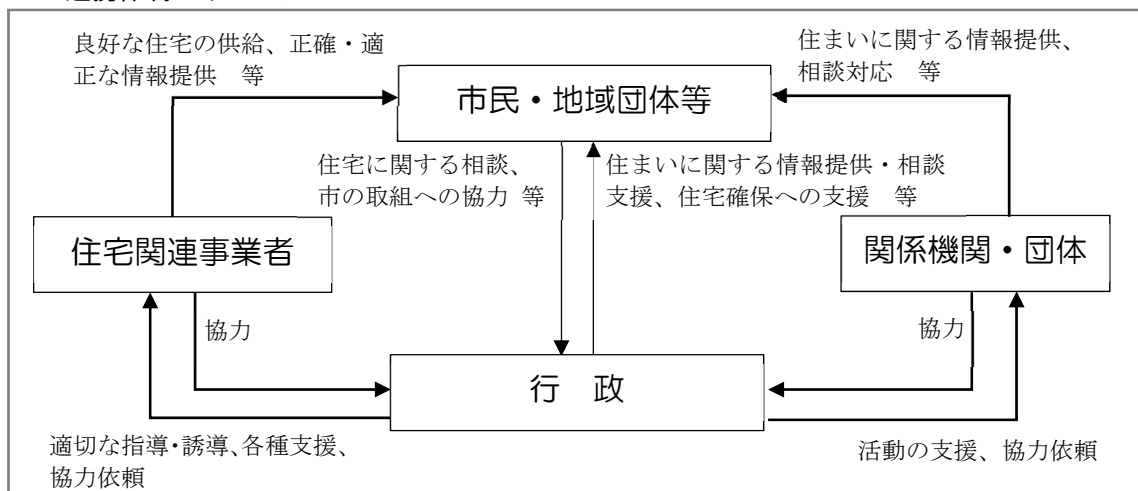 良好な住宅の供給、正確・適
正な情報提供　等
住まいに関する情報提供、
相談対応　等
市民・地域団体等
住宅に関する相談、
市の取組への協力 等
住まいに関する情報提供・相談
支援、住宅確保への支援　等
住宅関連事業者
関係機関・団体
協力
協力
行　政
適切な指導・誘導、各種支援、
協力依頼
活動の支援、協力依頼